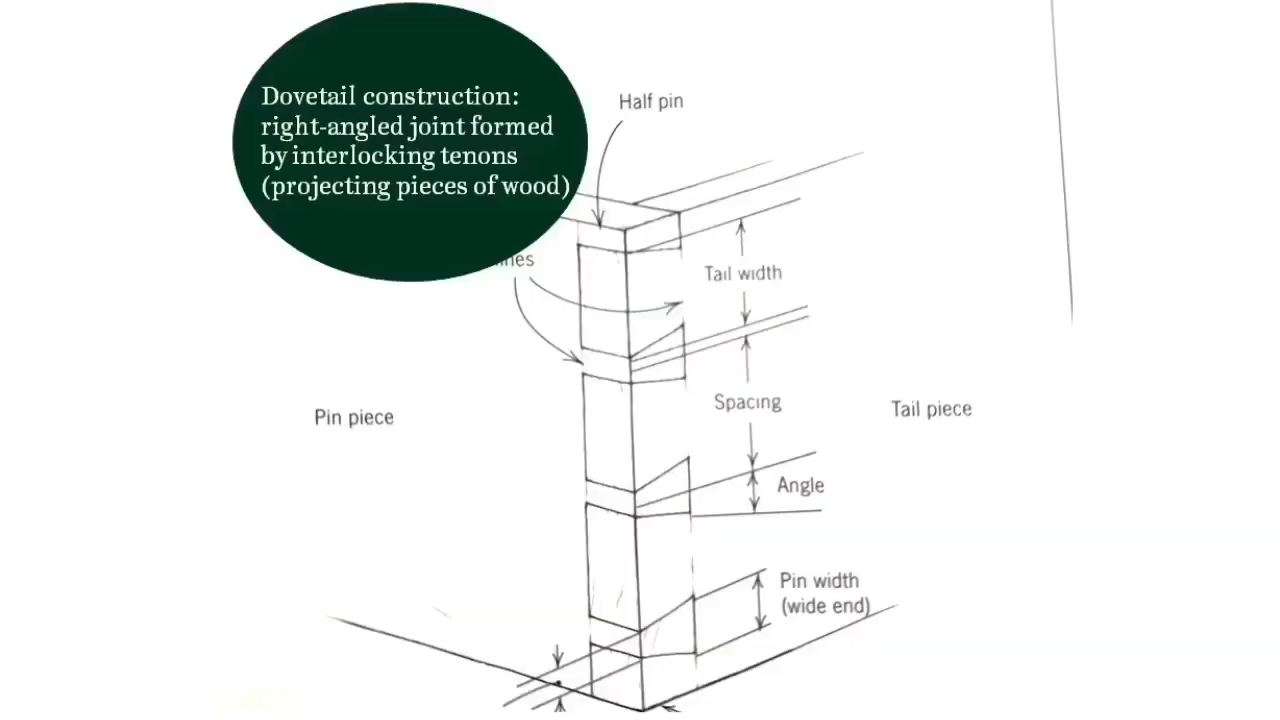 Dovetail construction:
right-angled joint formed
by interlocking tenons
(projecting pieces of wood)
Half pin
Tail width
Spacing
Pin piece
Tail piece
Angle
Pin width
(wide end)